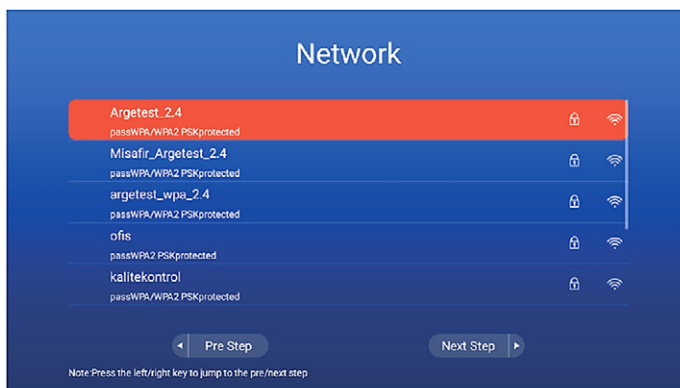 Network
Argetest_2.4
passWPA/WPA2 PSKprotected
Misafir_Argetest_2.4
passWPA/WPA2 PSKprotected
argetest_wpa_2.4
passWPA/WPA2 PSKprotected
ofis
passWPA2 PSKprotected
kalitekontrol
passWPA/WPA2 PSKprotected
Pre Step
Next Step
Note:Press the left/right key to jump to the pre/next step